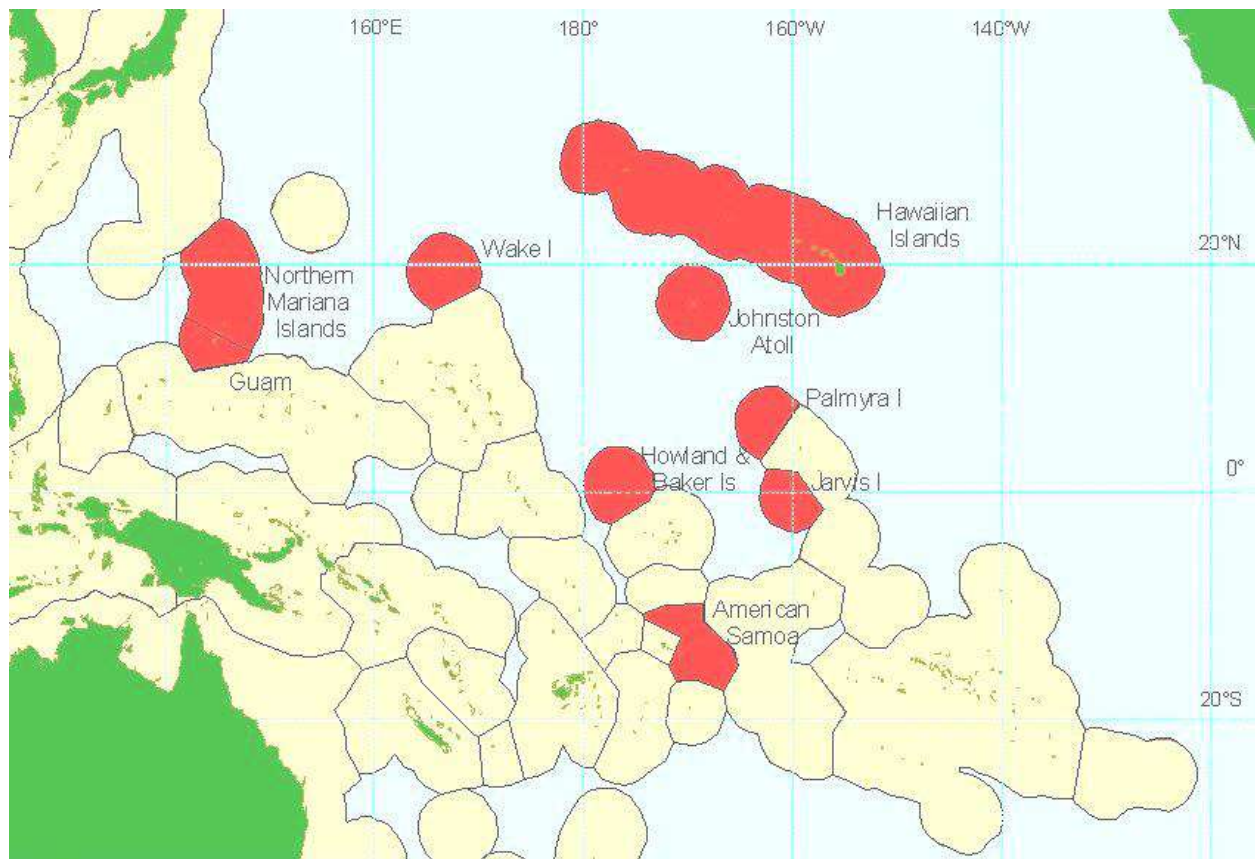 160°E
180°
160°W
140°W
Hawaiian
Islands
20°N
Wake I
Northern
Mariana
Islands
Johnston
Atoll
Guam
Palmyra I
Howland &
Baker Is
Jarvis I
0°
American
Samoa
20°S